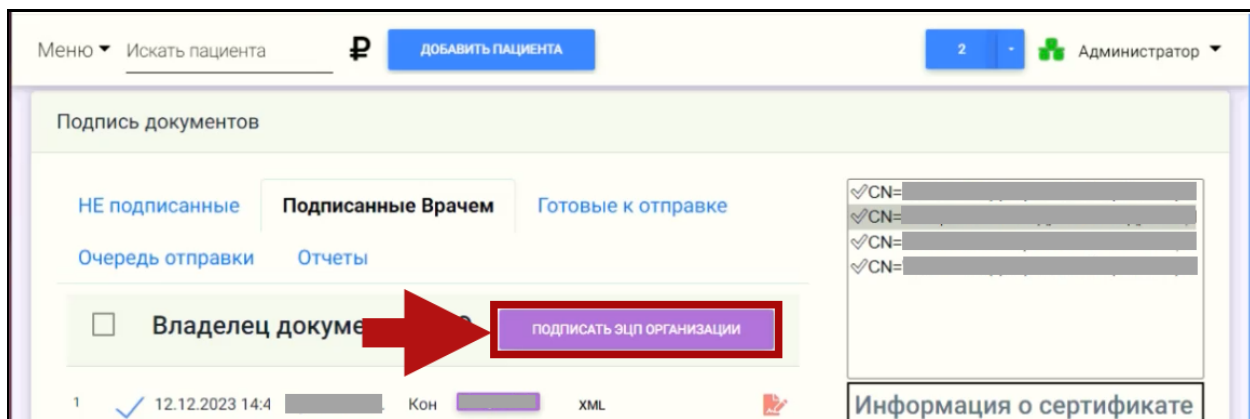 Меню Искать пациента ₽ ДОБАВИТЬ ПАЦИЕНТА 2 Администратор
Подпись документов
НЕ подписанные Подписанные Врачем Готовые к отправке
Очередь отправки Отчеты
Владелец ПОДПИСАТЬ ЭЦП ОРГАНИЗАЦИИ
1 12.12.2023 14:4 Кон XML
CN=
CN=
CN=
CN=
Информация о сертификате